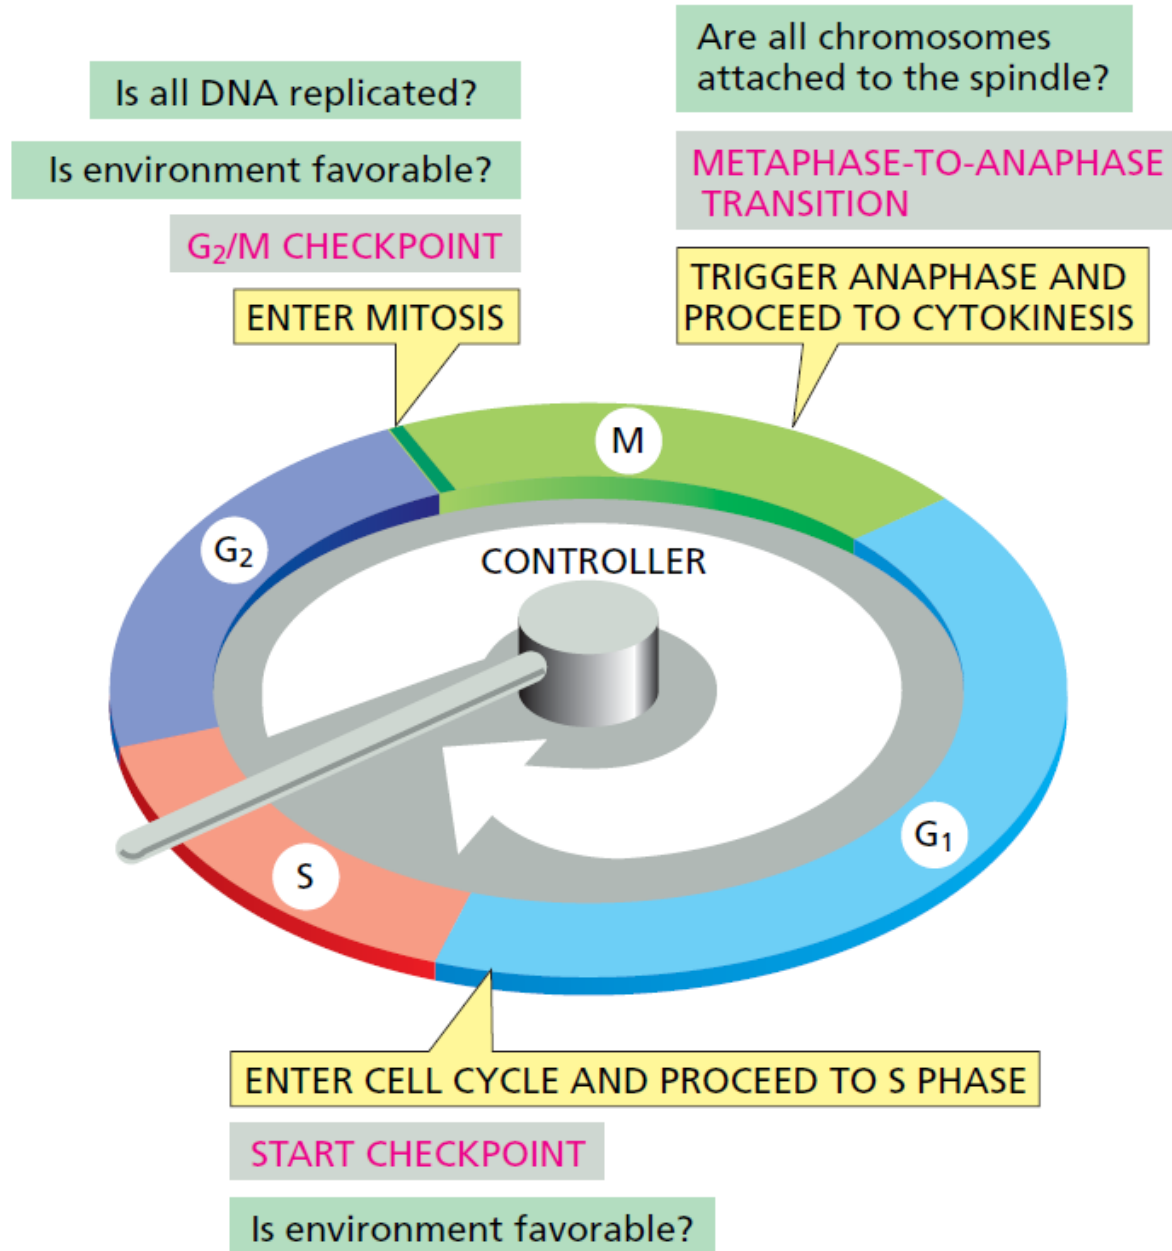 Is all DNA replicated?
Is environment favorable?
G₂/M CHECKPOINT
ENTER MITOSIS
Are all chromosomes
attached to the spindle?
METAPHASE-TO-ANAPHASE
TRANSITION
TRIGGER ANAPHASE AND
PROCEED TO CYTOKINESIS
M
G₂
CONTROLLER
G₁
S
ENTER CELL CYCLE AND PROCEED TO S PHASE
START CHECKPOINT
Is environment favorable?